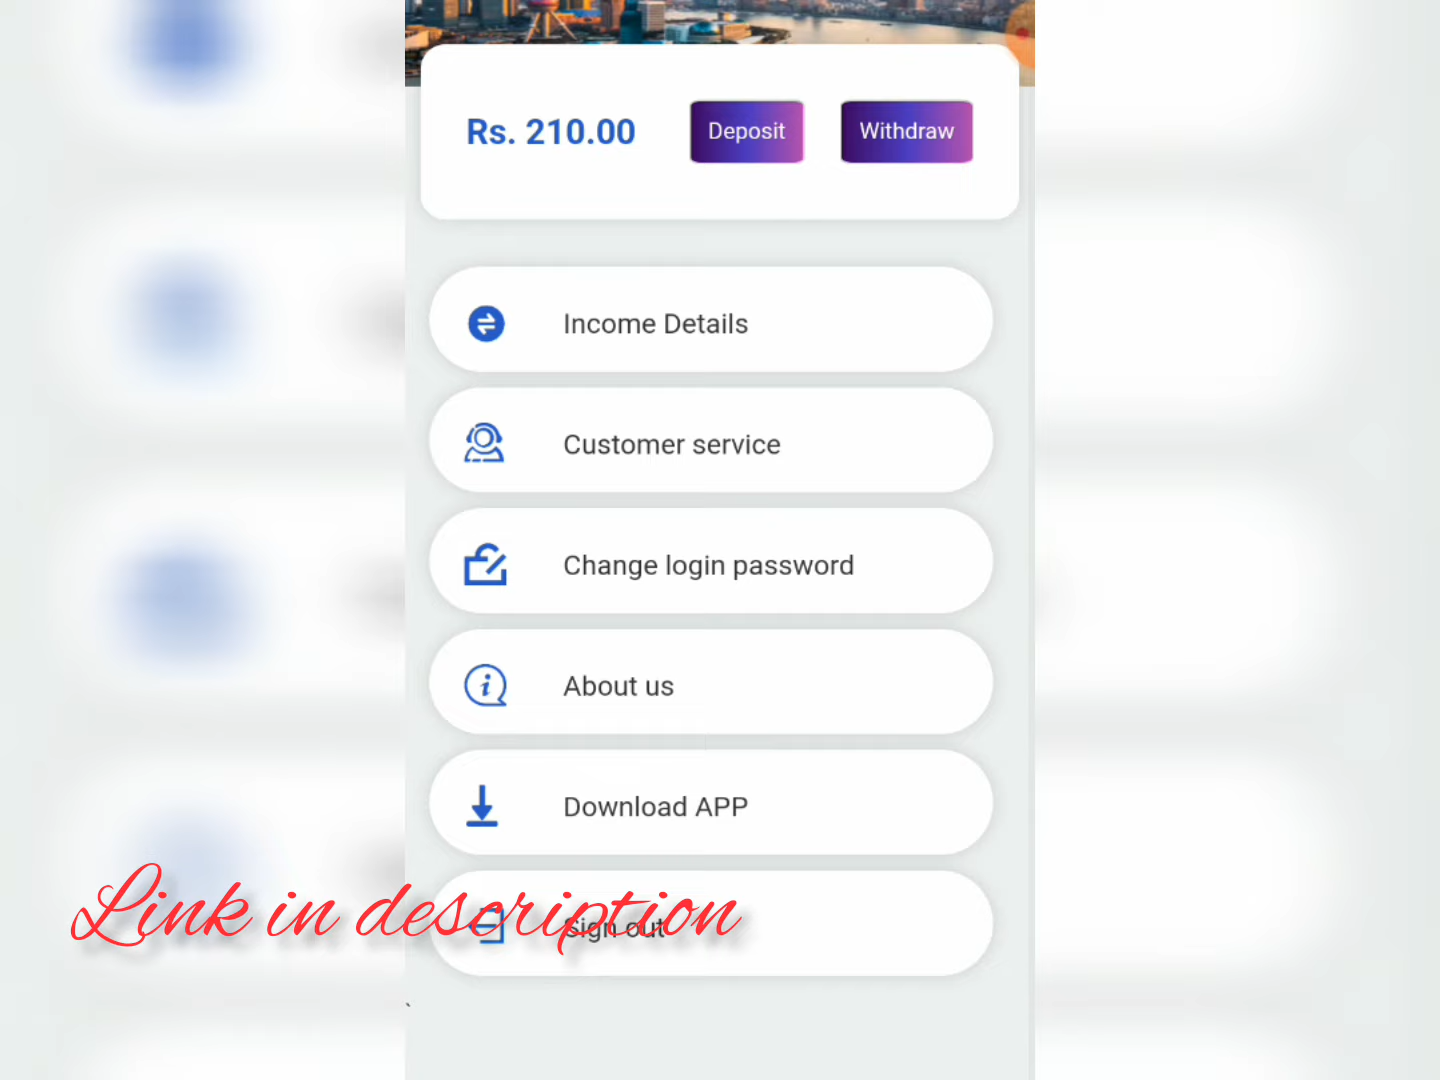 Rs. 210.00
Deposit
Withdraw
Income Details
Customer service
Change login password
About us
Download APP
Sign out
Link in description